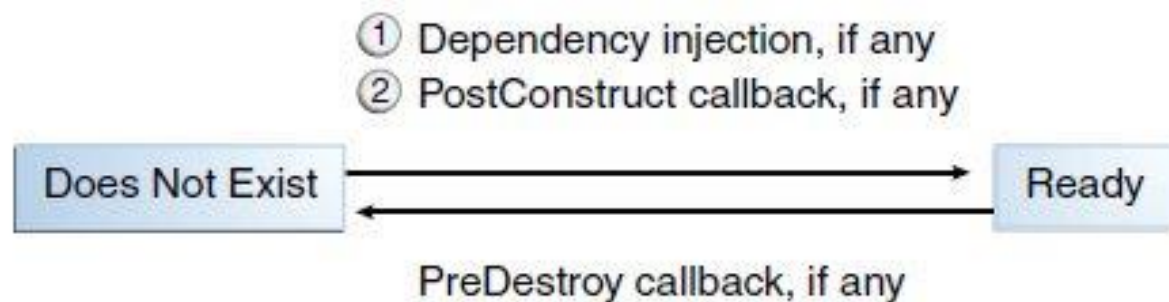 1 Dependency injection, if any
2 PostConstruct callback, if any
Does Not Exist
Ready
PreDestroy callback, if any